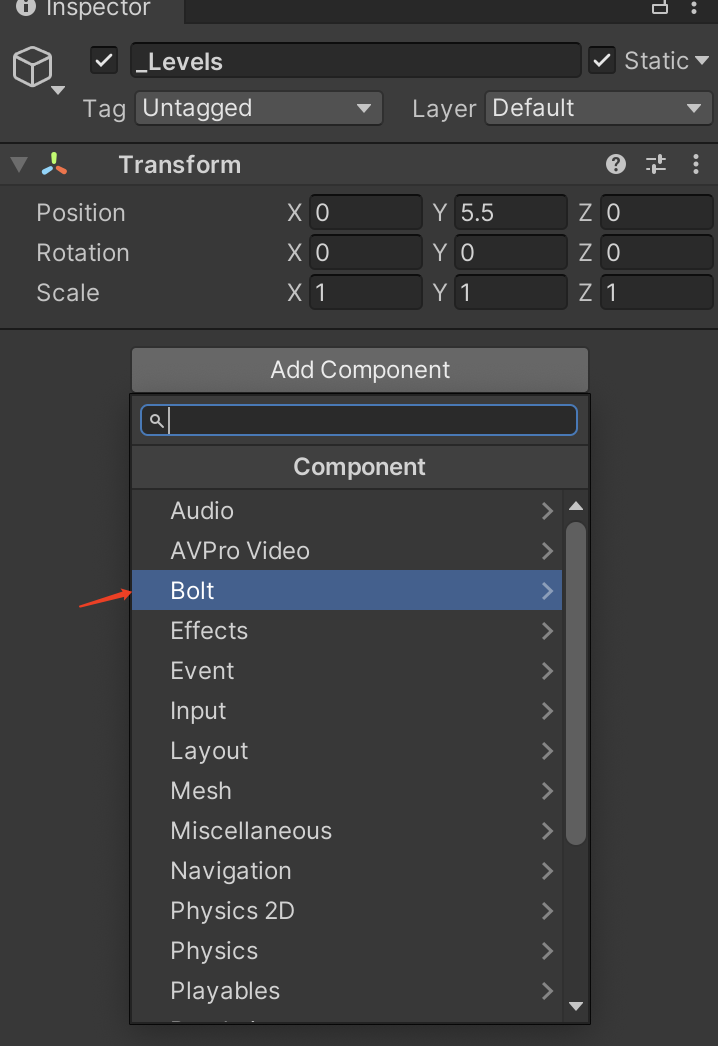 Inspector
_Levels
Static
Tag Untagged Layer Default
Transform
Position X 0 Y 5.5 Z 0
Rotation X 0 Y 0 Z 0
Scale X 1 Y 1 Z 1
Add Component
Component
Audio
AVPro Video
Bolt
Effects
Event
Input
Layout
Mesh
Miscellaneous
Navigation
Physics 2D
Physics
Playables